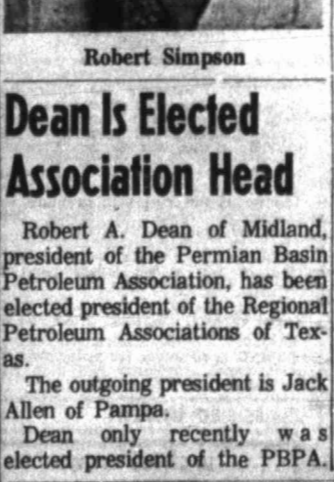 Robert Simpson
Dean Is Elected
Association Head
Robert A. Dean of Midland,
president of the Permian Basin
Petroleum Association, has been
elected president of the Regional
Petroleum Associations of Tex-
as.
The outgoing president is Jack
Allen of Pampa.
Dean only recently was
elected president of the PBPA.